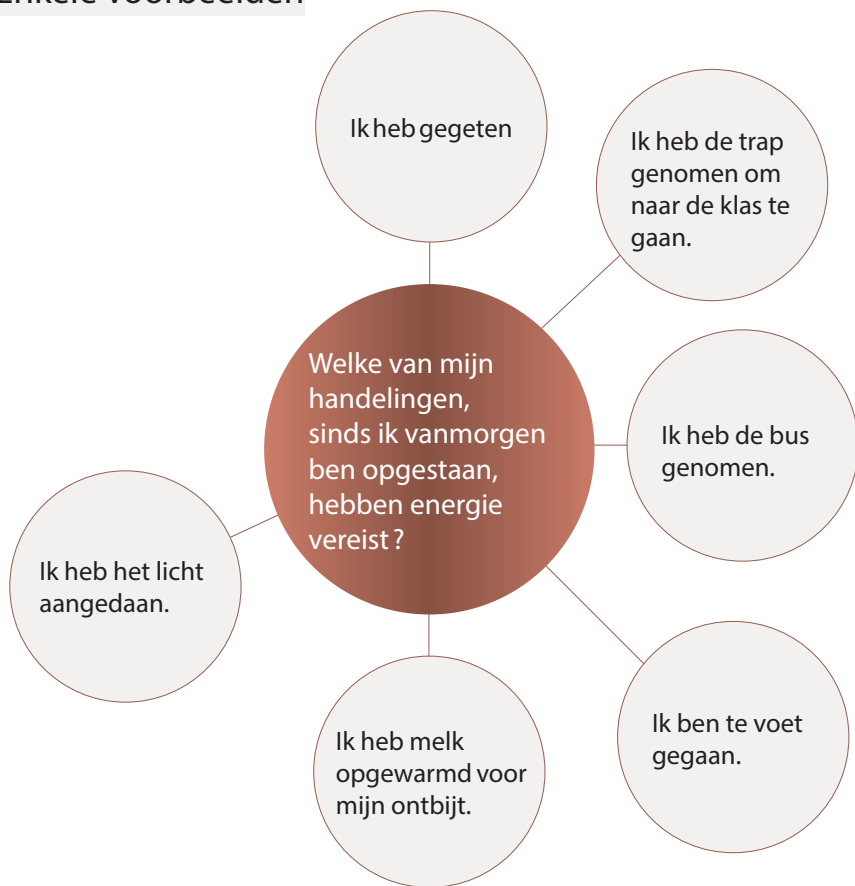 Enkele voorbeelden
Ik heb gegeten
Ik heb de trap
genomen om
naar de klas te
gaan.
Welke van mijn
handelingen,
sinds ik vanmorgen
ben opgestaan,
hebben energie
vereist ?
Ik heb de bus
genomen.
Ik heb het licht
aangedaan.
Ik ben te voet
gegaan.
Ik heb melk
opgewarmd voor
mijn ontbijt.